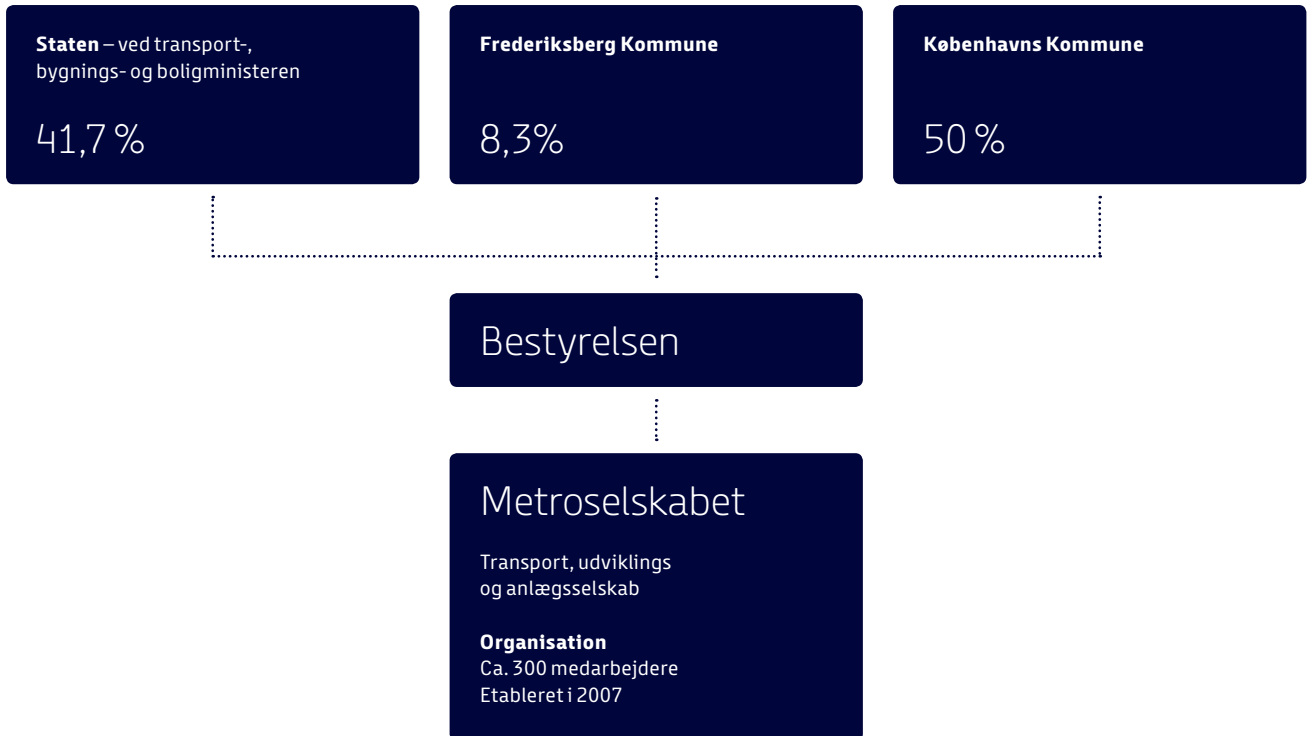 Staten – ved transport-,
bygnings- og boligministeren
41,7 %
Frederiksberg Kommune
8,3%
Københavns Kommune
50 %
Bestyrelsen
Metroselskabet
Transport, udviklings
og anlægsselskab
Organisation
Ca. 300 medarbejdere
Etableret i 2007